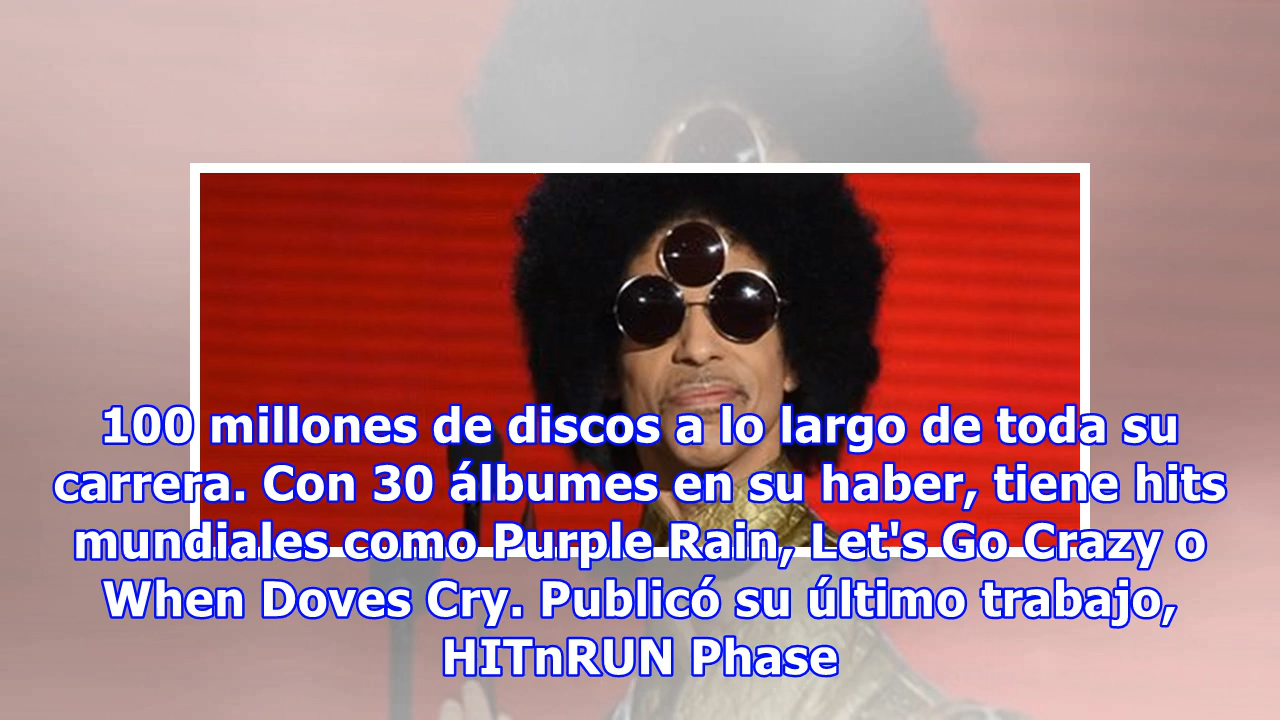 100 millones de discos a lo largo de toda su
carrera. Con 30 álbumes en su haber, tiene hits
mundiales como Purple Rain, Let's Go Crazy o
When Doves Cry. Publicó su último trabajo,
HITnRUN Phase